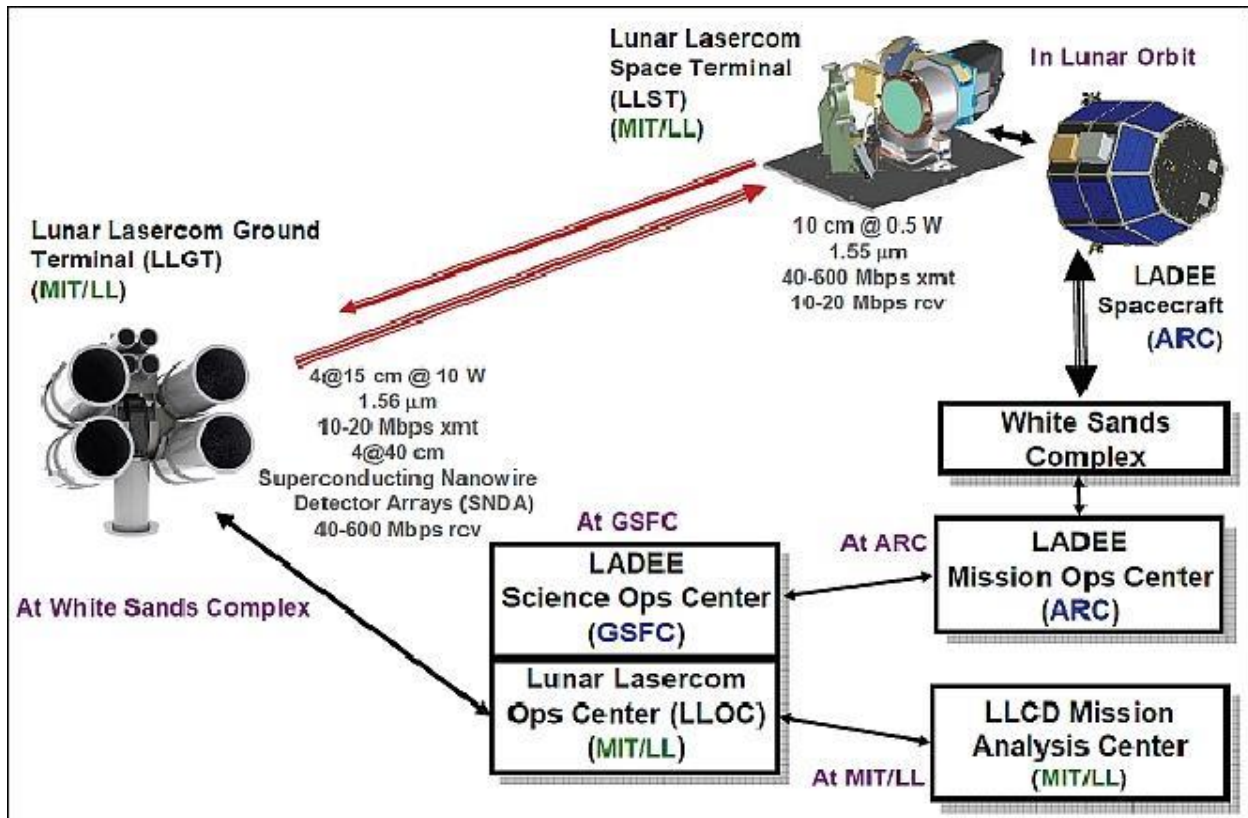 Lunar Lasercom
Space Terminal
(LLST)
(MIT/LL)
In Lunar Orbit
10 cm @ 0.5 W
1.55 μm
40-600 Mbps xmt
10-20 Mbps rcv
LADEE
Spacecraft
(ARC)
Lunar Lasercom Ground
Terminal (LLGT)
(MIT/LL)
4@15 cm @ 10 W
1.56 μm
10-20 Mbps xmt
4@40 cm
Superconducting Nanowire
Detector Arrays (SNDA)
40-600 Mbps rcv
At White Sands Complex
White Sands
Complex
At GSFC
LADEE
Science Ops Center
(GSFC)
At ARC
LADEE
Mission Ops Center
(ARC)
Lunar Lasercom
Ops Center (LLOC)
(MIT/LL)
At MIT/LL
LLCD Mission
Analysis Center
(MIT/LL)